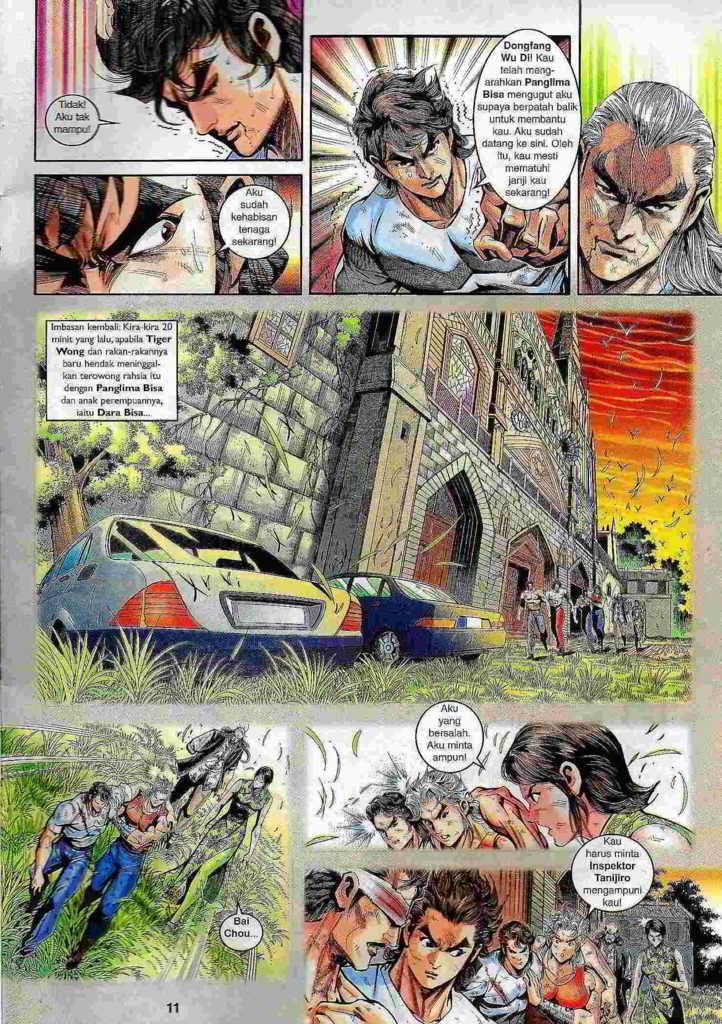 Tidak!
Aku tak
mampu!
Aku
sudah
kehabisan
tenaga
sekarang!
Dongfang
Wu Di! Kau
telah meng-
arahkan Panglima
Bisa mengugut aku
supaya berpatah balik
untuk membantu
kau. Aku sudah
datang ke sini. Oleh
itu, kau mesti
mematuhi
janji kau
sekarang!
Imbasan kembali: Kira-kira 20
minit yang lalu, apabila Tiger
Wong dan rakan-rakannya
baru hendak meninggal-
kan terowong rahsia itu
dengan Panglima Bisa
dan anak perempuannya,
iaitu Dara Bisa...
Bai
Chou...
Aku
yang
bersalah.
Aku minta
ampun!
Kau
harus minta
Inspektor
Tanijiro
mengampuni
kau!
11